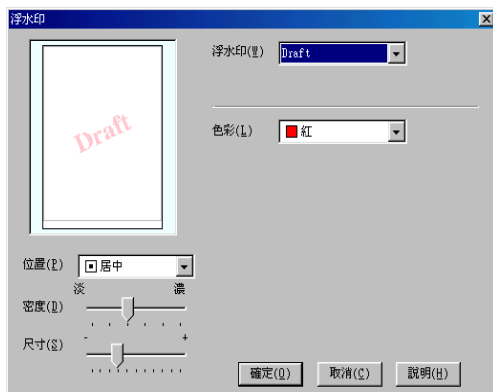 浮水印
浮水印(W) Draft
Draft
色彩(L) 紅
位置(P) 居中
淡 濃
密度(D)
- +
尺寸(S)
確定(O) 取消(C) 說明(H)